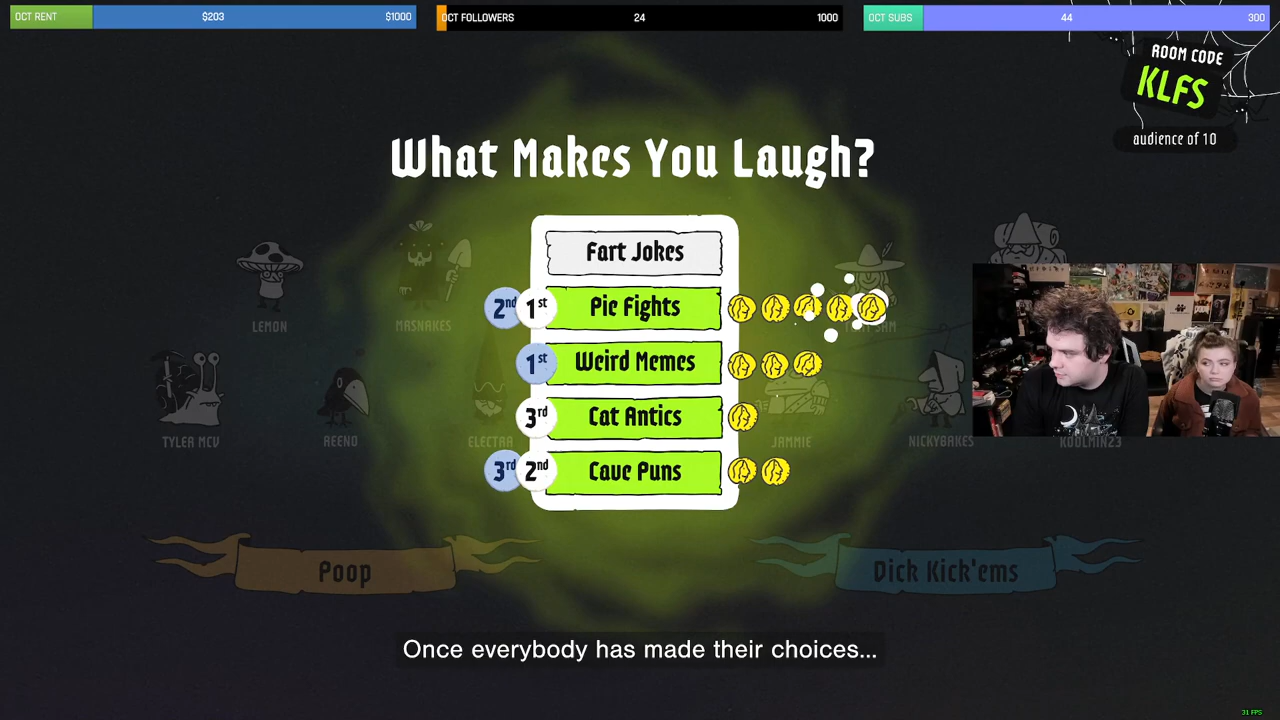 OCT RENT $203 $1000
OCT FOLLOWERS 24 1000
OCT SUBS 44 300
ROOM CODE
KLFS
audience of 10
What Makes You Laugh?
Fart Jokes
2nd 1st Pie Fights
1st Weird Memes
3rd Cat Antics
3rd 2nd Cave Puns
LEMON
MASNAKES
TYLER MCV
REENO
ELECTRA
JAMMIE
NICKYBAKES
KOOLMIN23
Poop
Dick Kick'ems
Once everybody has made their choices...
31 FPS